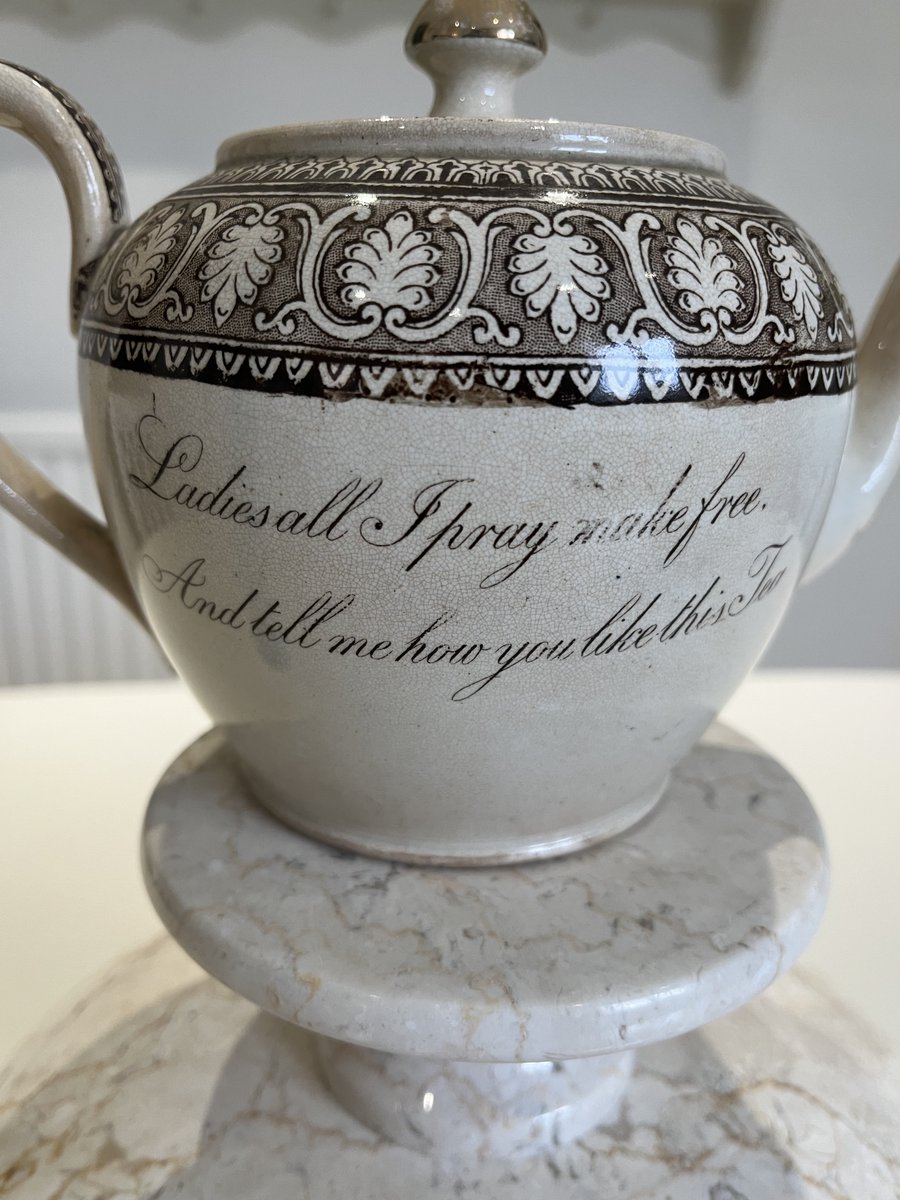 Ladies all I pray make free.
And tell me how you like this Tea